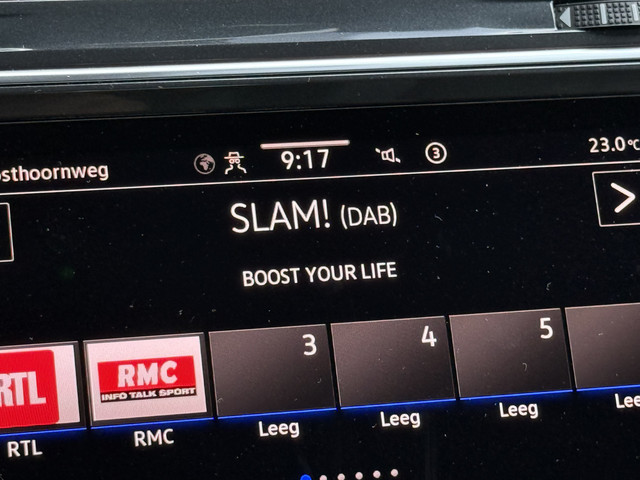 osthoornweg
9:17
3
23.0°C
SLAM! (DAB)
BOOST YOUR LIFE
RTL
RMC
INFO TALK SPORT
3
4
5
RTL
RMC
Leeg
Leeg
Leeg
Lee